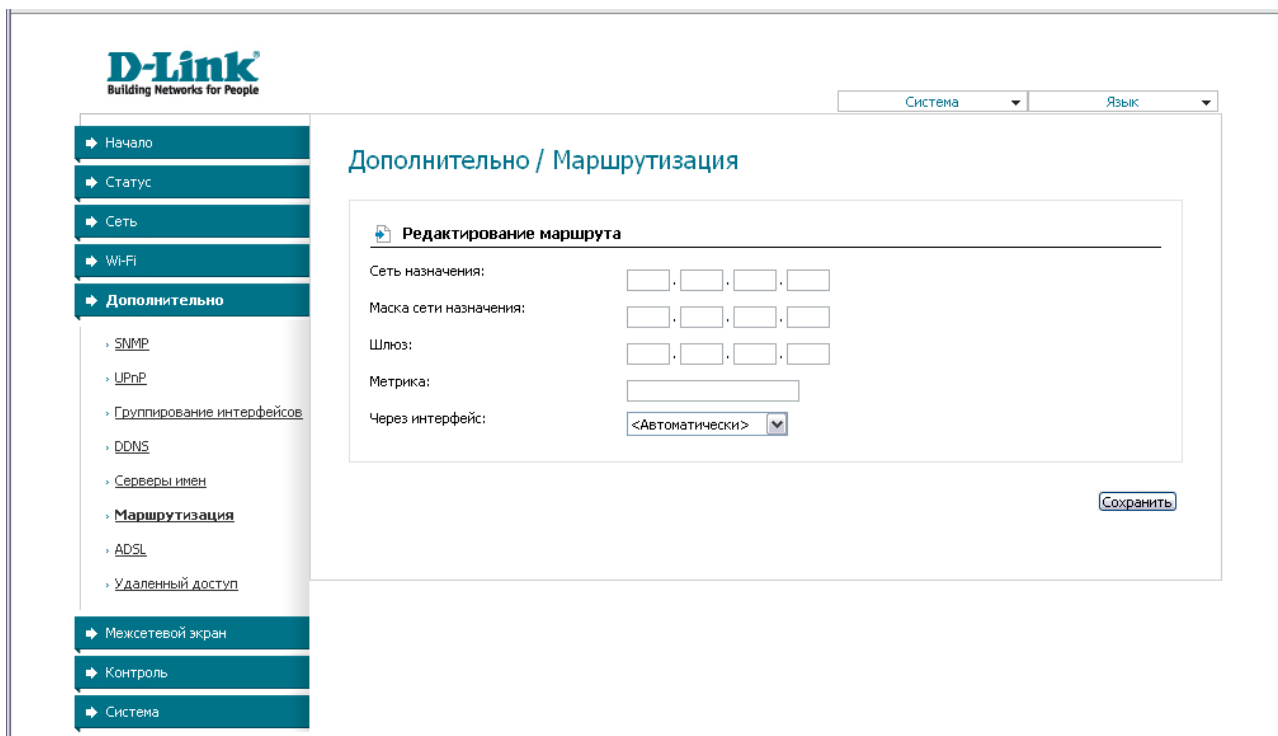 D-Link
Building Networks for People
Система
Язык
Начало
Статус
Сеть
Wi-Fi
Дополнительно
SNMP
UPnP
Группирование интерфейсов
DDNS
Серверы имен
Маршрутизация
ADSL
Удаленный доступ
Межсетевой экран
Контроль
Система
Дополнительно / Маршрутизация
Редактирование маршрута
Сеть назначения: . . .
Маска сети назначения: . . .
Шлюз: . . .
Метрика:
Через интерфейс: <Автоматически>
Сохранить